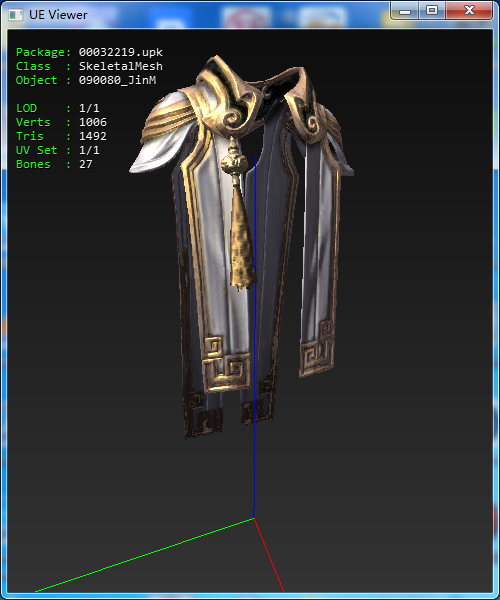 UE Viewer
Package: 00032219.upk
Class : SkeletalMesh
Object : 090080_JinM
LOD : 1/1
Verts : 1006
Tris : 1492
UV Set : 1/1
Bones : 27